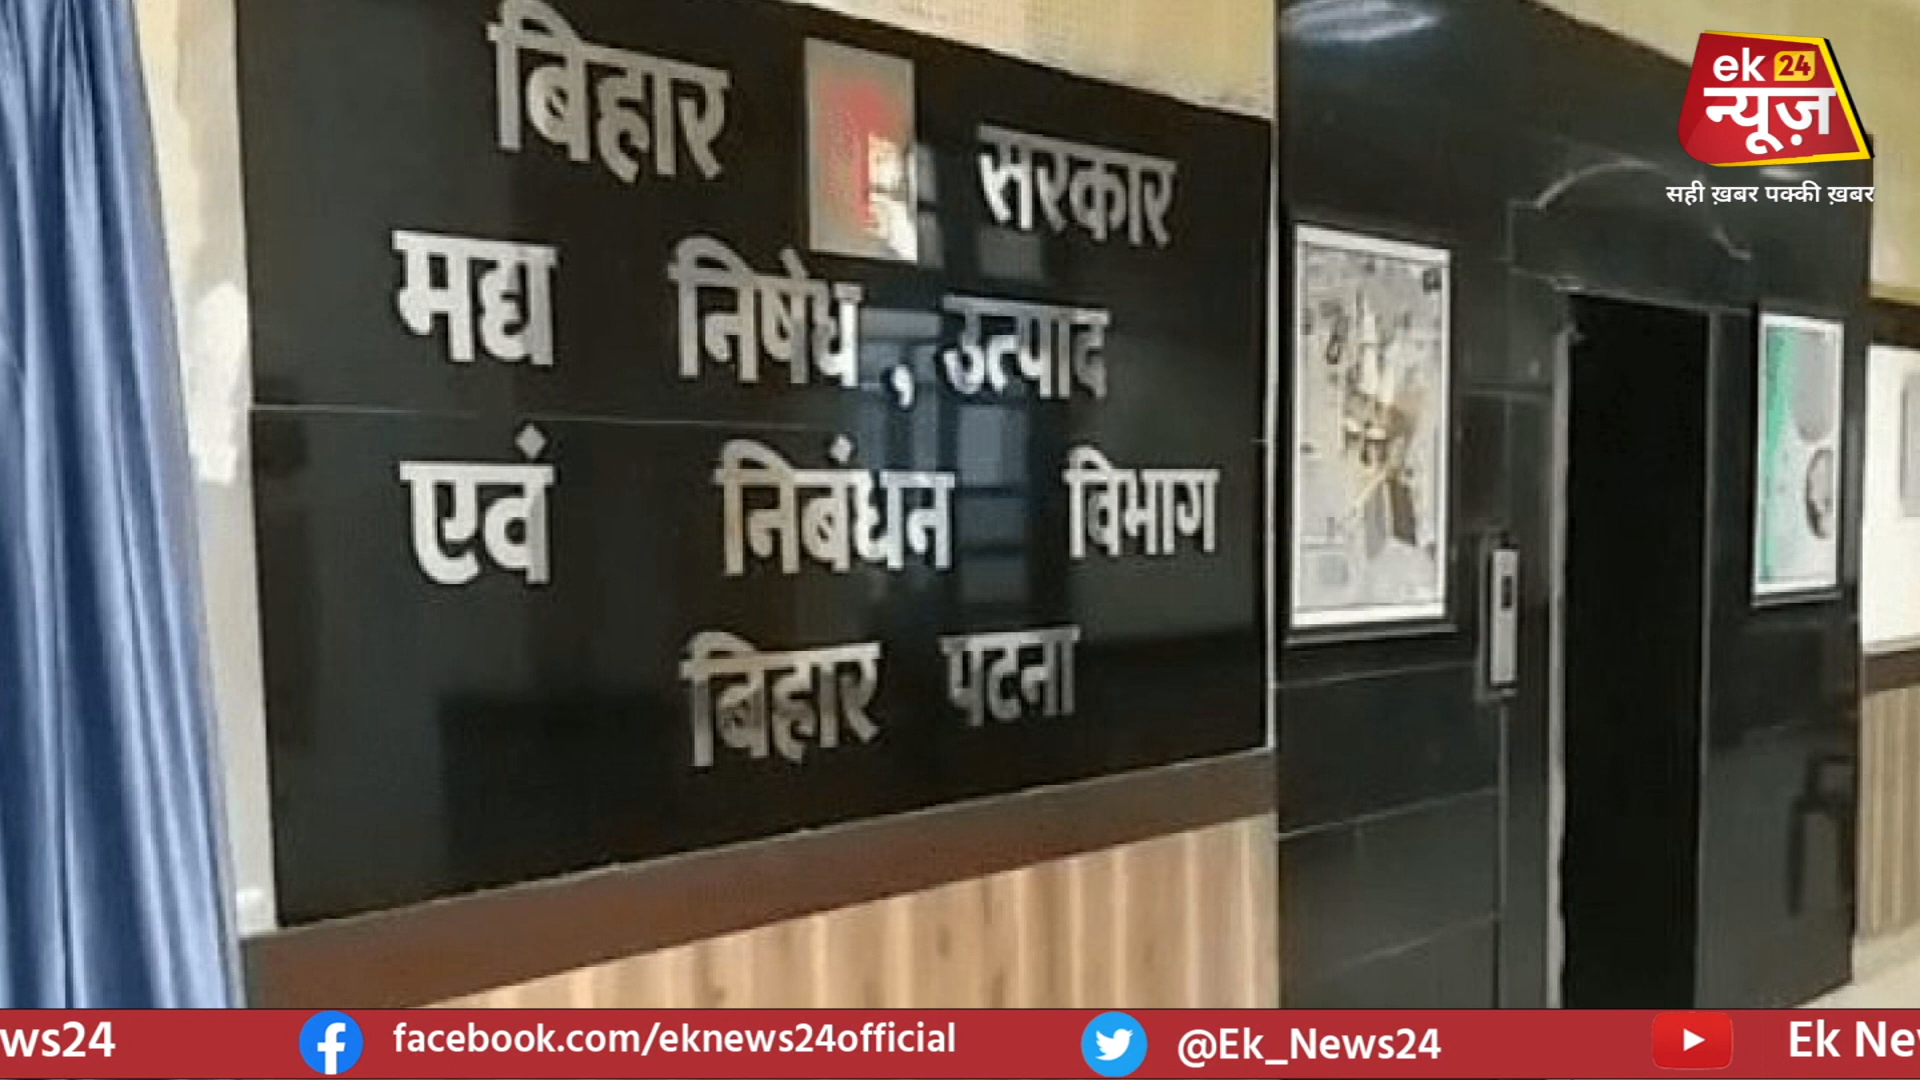 बिहार सरकार
मद्य निषेध, उत्पाद
एवं निबंधन विभाग
बिहार पटना
ek 24
न्यूज़
सही ख़बर पक्की ख़बर
ws24 facebook.com/eknews24official @Ek_News24 Ek Ne